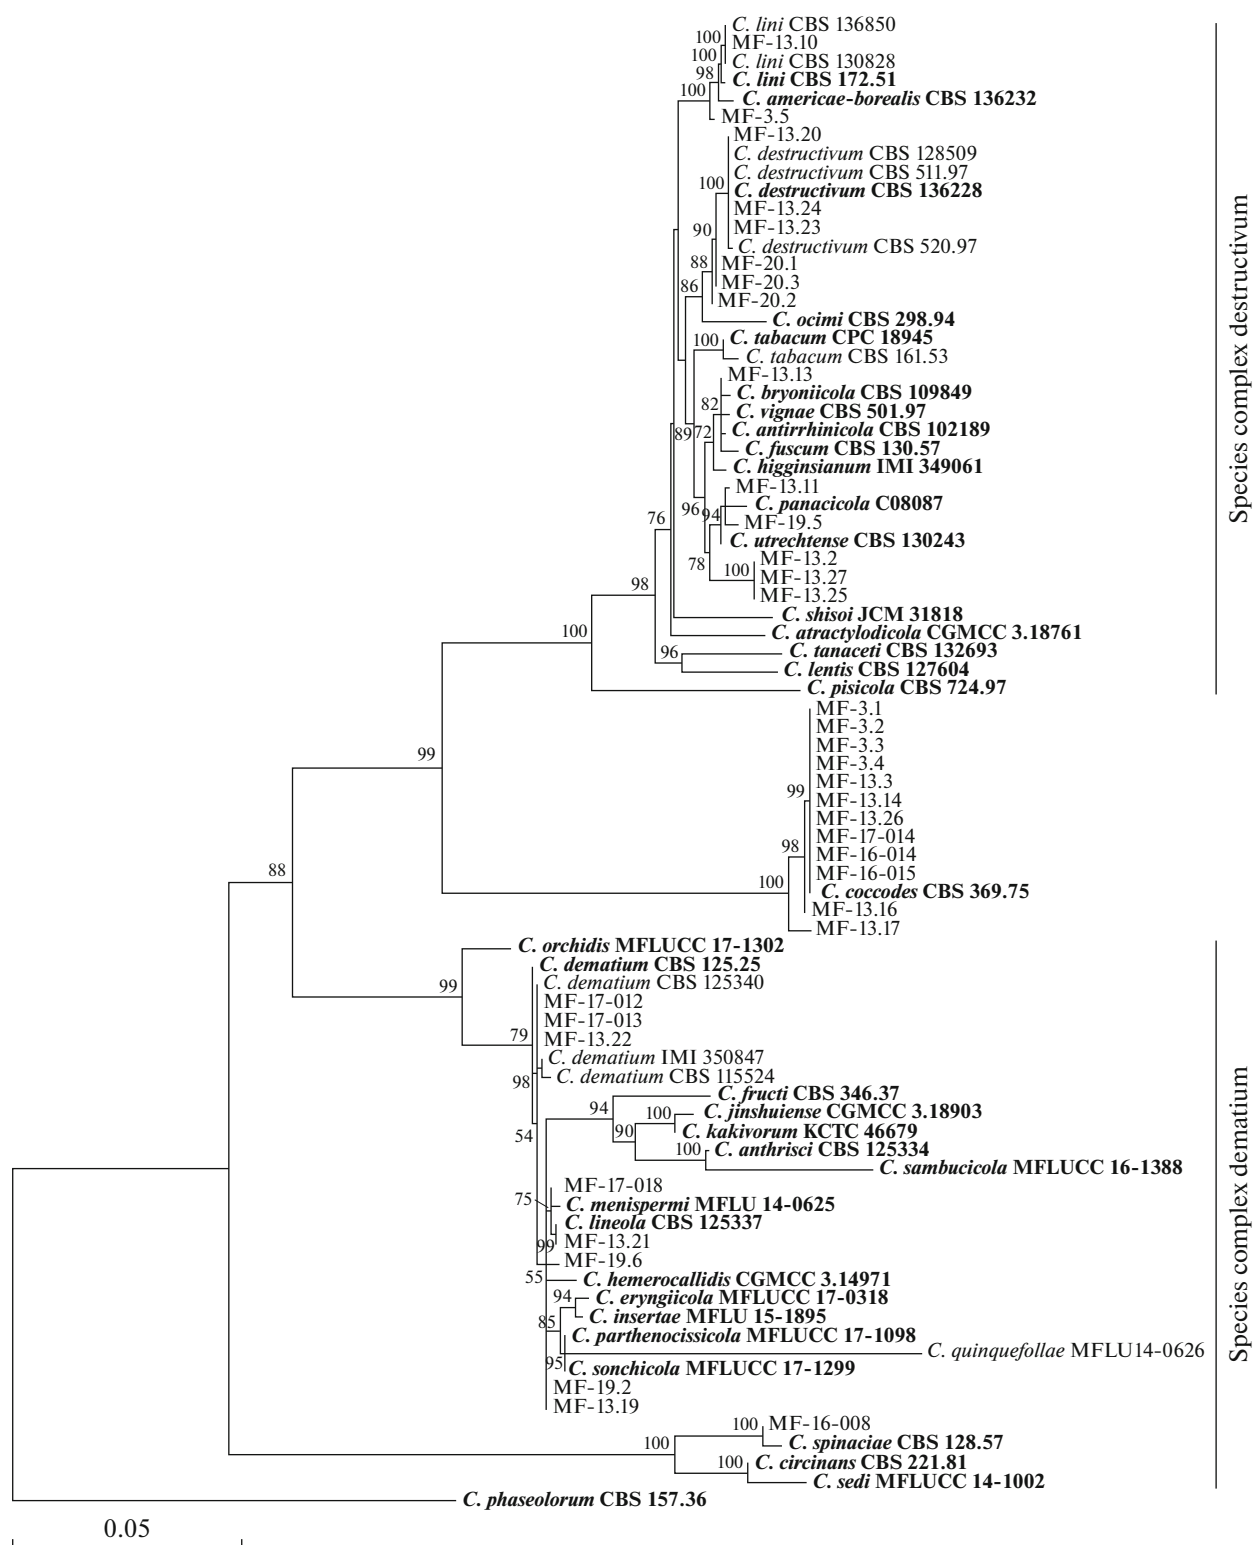 C. lini CBS 136850
100
MF-13.10
100
C. lini CBS 130828
98
C. lini CBS 172.51
100
C. americae-borealis CBS 136232
MF-3.5
MF-13.20
C. destructivum CBS 128509
C. destructivum CBS 511.97
100
C. destructivum CBS 136228
MF-13.24
MF-13.23
90
C. destructivum CBS 520.97
88
MF-20.1
MF-20.3
86
MF-20.2
C. ocimi CBS 298.94
100
C. tabacum CPC 18945
C. tabacum CBS 161.53
MF-13.13
C. bryoniicola CBS 109849
82
C. vignae CBS 501.97
89
72
C. antirrhinicola CBS 102189
C. fuscum CBS 130.57
C. higginsianum IMI 349061
MF-13.11
96
94
C. panacicola C08087
76
MF-19.5
C. utrechtense CBS 130243
78
MF-13.2
100
MF-13.27
98
MF-13.25
C. shisoi JCM 31818
100
C. atractylodicola CGMCC 3.18761
96
C. tanaceti CBS 132693
C. lentis CBS 127604
C. pisicola CBS 724.97
Species complex destructivum
MF-3.1
MF-3.2
MF-3.3
99
MF-3.4
MF-13.3
99
MF-13.14
MF-13.26
MF-17-014
98
MF-16-014
88
MF-16-015
100
C. coccodes CBS 369.75
MF-13.16
MF-13.17
C. orchidis MFLUCC 17-1302
C. dematium CBS 125.25
99
C. dematium CBS 125340
MF-17-012
MF-17-013
79
MF-13.22
C. dematium IMI 350847
98
C. dematium CBS 115524
C. fructi CBS 346.37
94
100
C. jinshuiense CGMCC 3.18903
54
90
C. kakivorum KCTC 46679
100
C. anthrisci CBS 125334
C. sambucicola MFLUCC 16-1388
MF-17-018
75
C. menispermi MFLU 14-0625
C. lineola CBS 125337
99
MF-13.21
MF-19.6
55
C. hemerocallidis CGMCC 3.14971
94
C. eryngiicola MFLUCC 17-0318
85
C. insertae MFLU 15-1895
C. parthenocissicola MFLUCC 17-1098
C. quinquefollae MFLU14-0626
95
C. sonchicola MFLUCC 17-1299
MF-19.2
MF-13.19
100
MF-16-008
100
C. spinaciae CBS 128.57
100
C. circinans CBS 221.81
C. sedi MFLUCC 14-1002
Species complex dematium
C. phaseolorum CBS 157.36
0.05